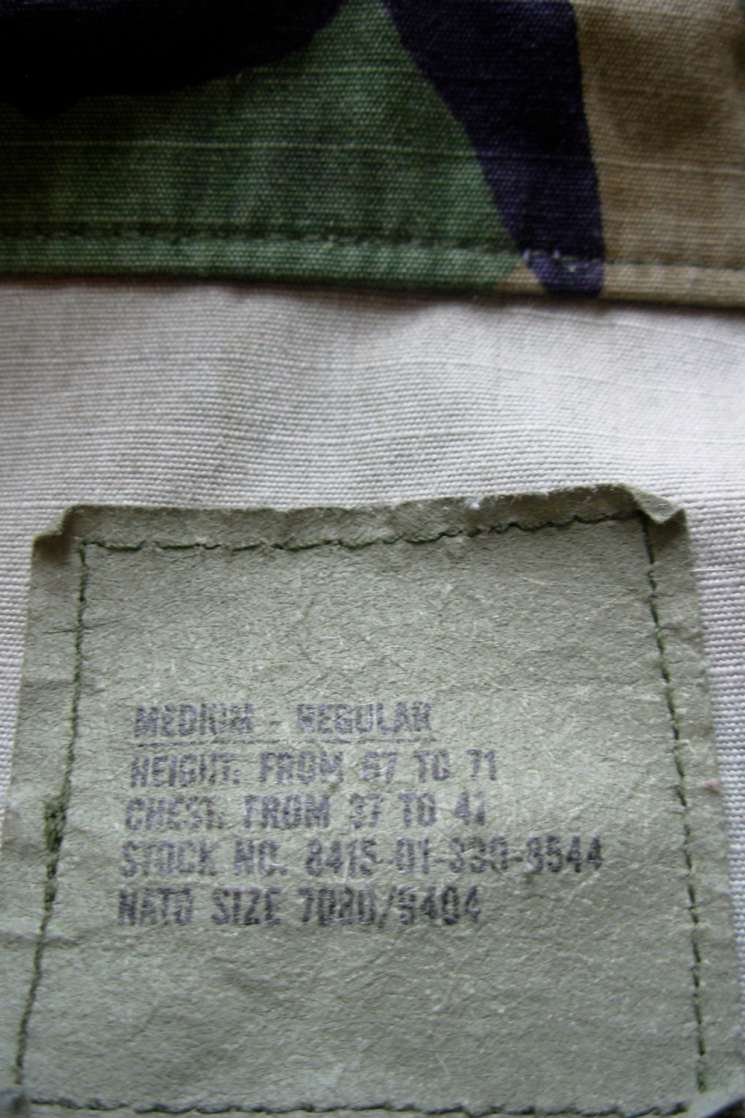 MEDIUM - REGULAR
HEIGHT: FROM 67 TO 71
CHEST: FROM 37 TO 41
STOCK NO. 8415-01-390-8544
NATO SIZE 7080/9404